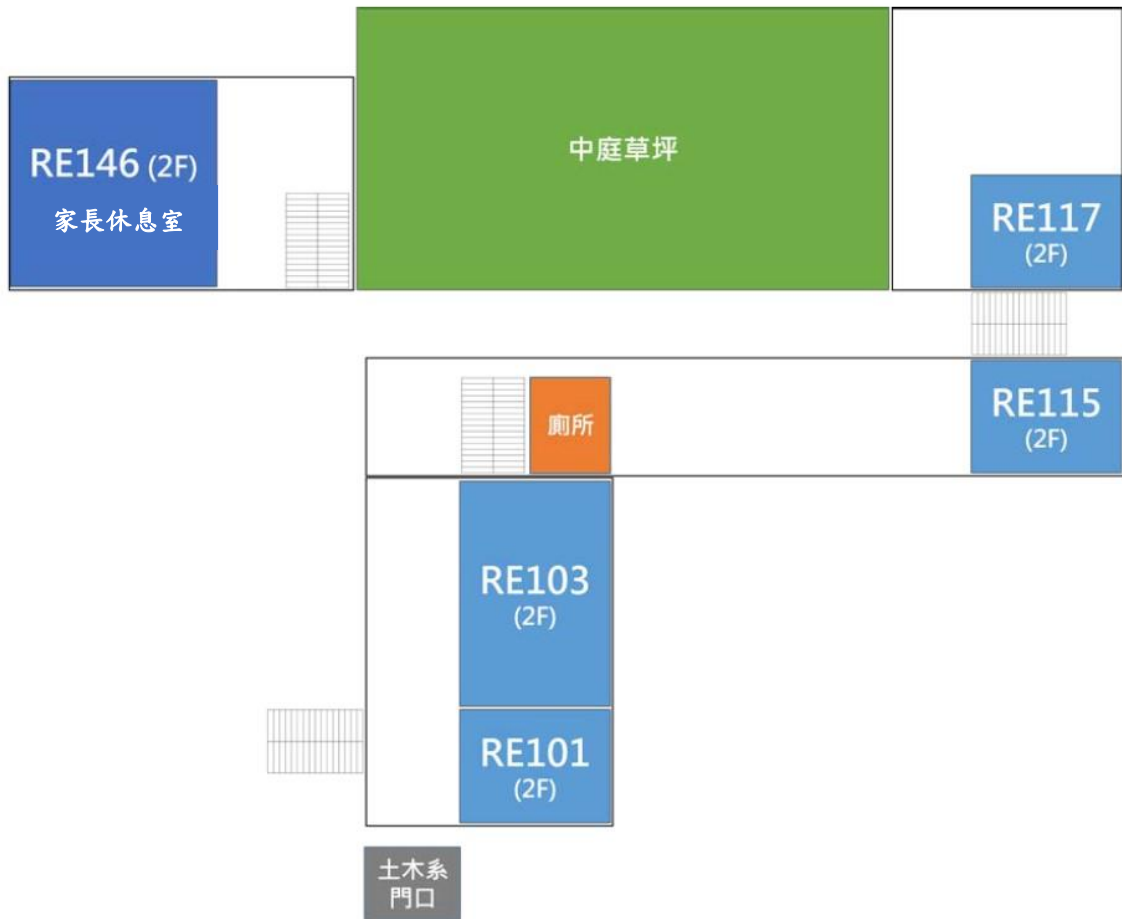 RE146 (2F)
家長休息室
中庭草坪
RE117
(2F)
廁所
RE115
(2F)
RE103
(2F)
RE101
(2F)
土木系
門口